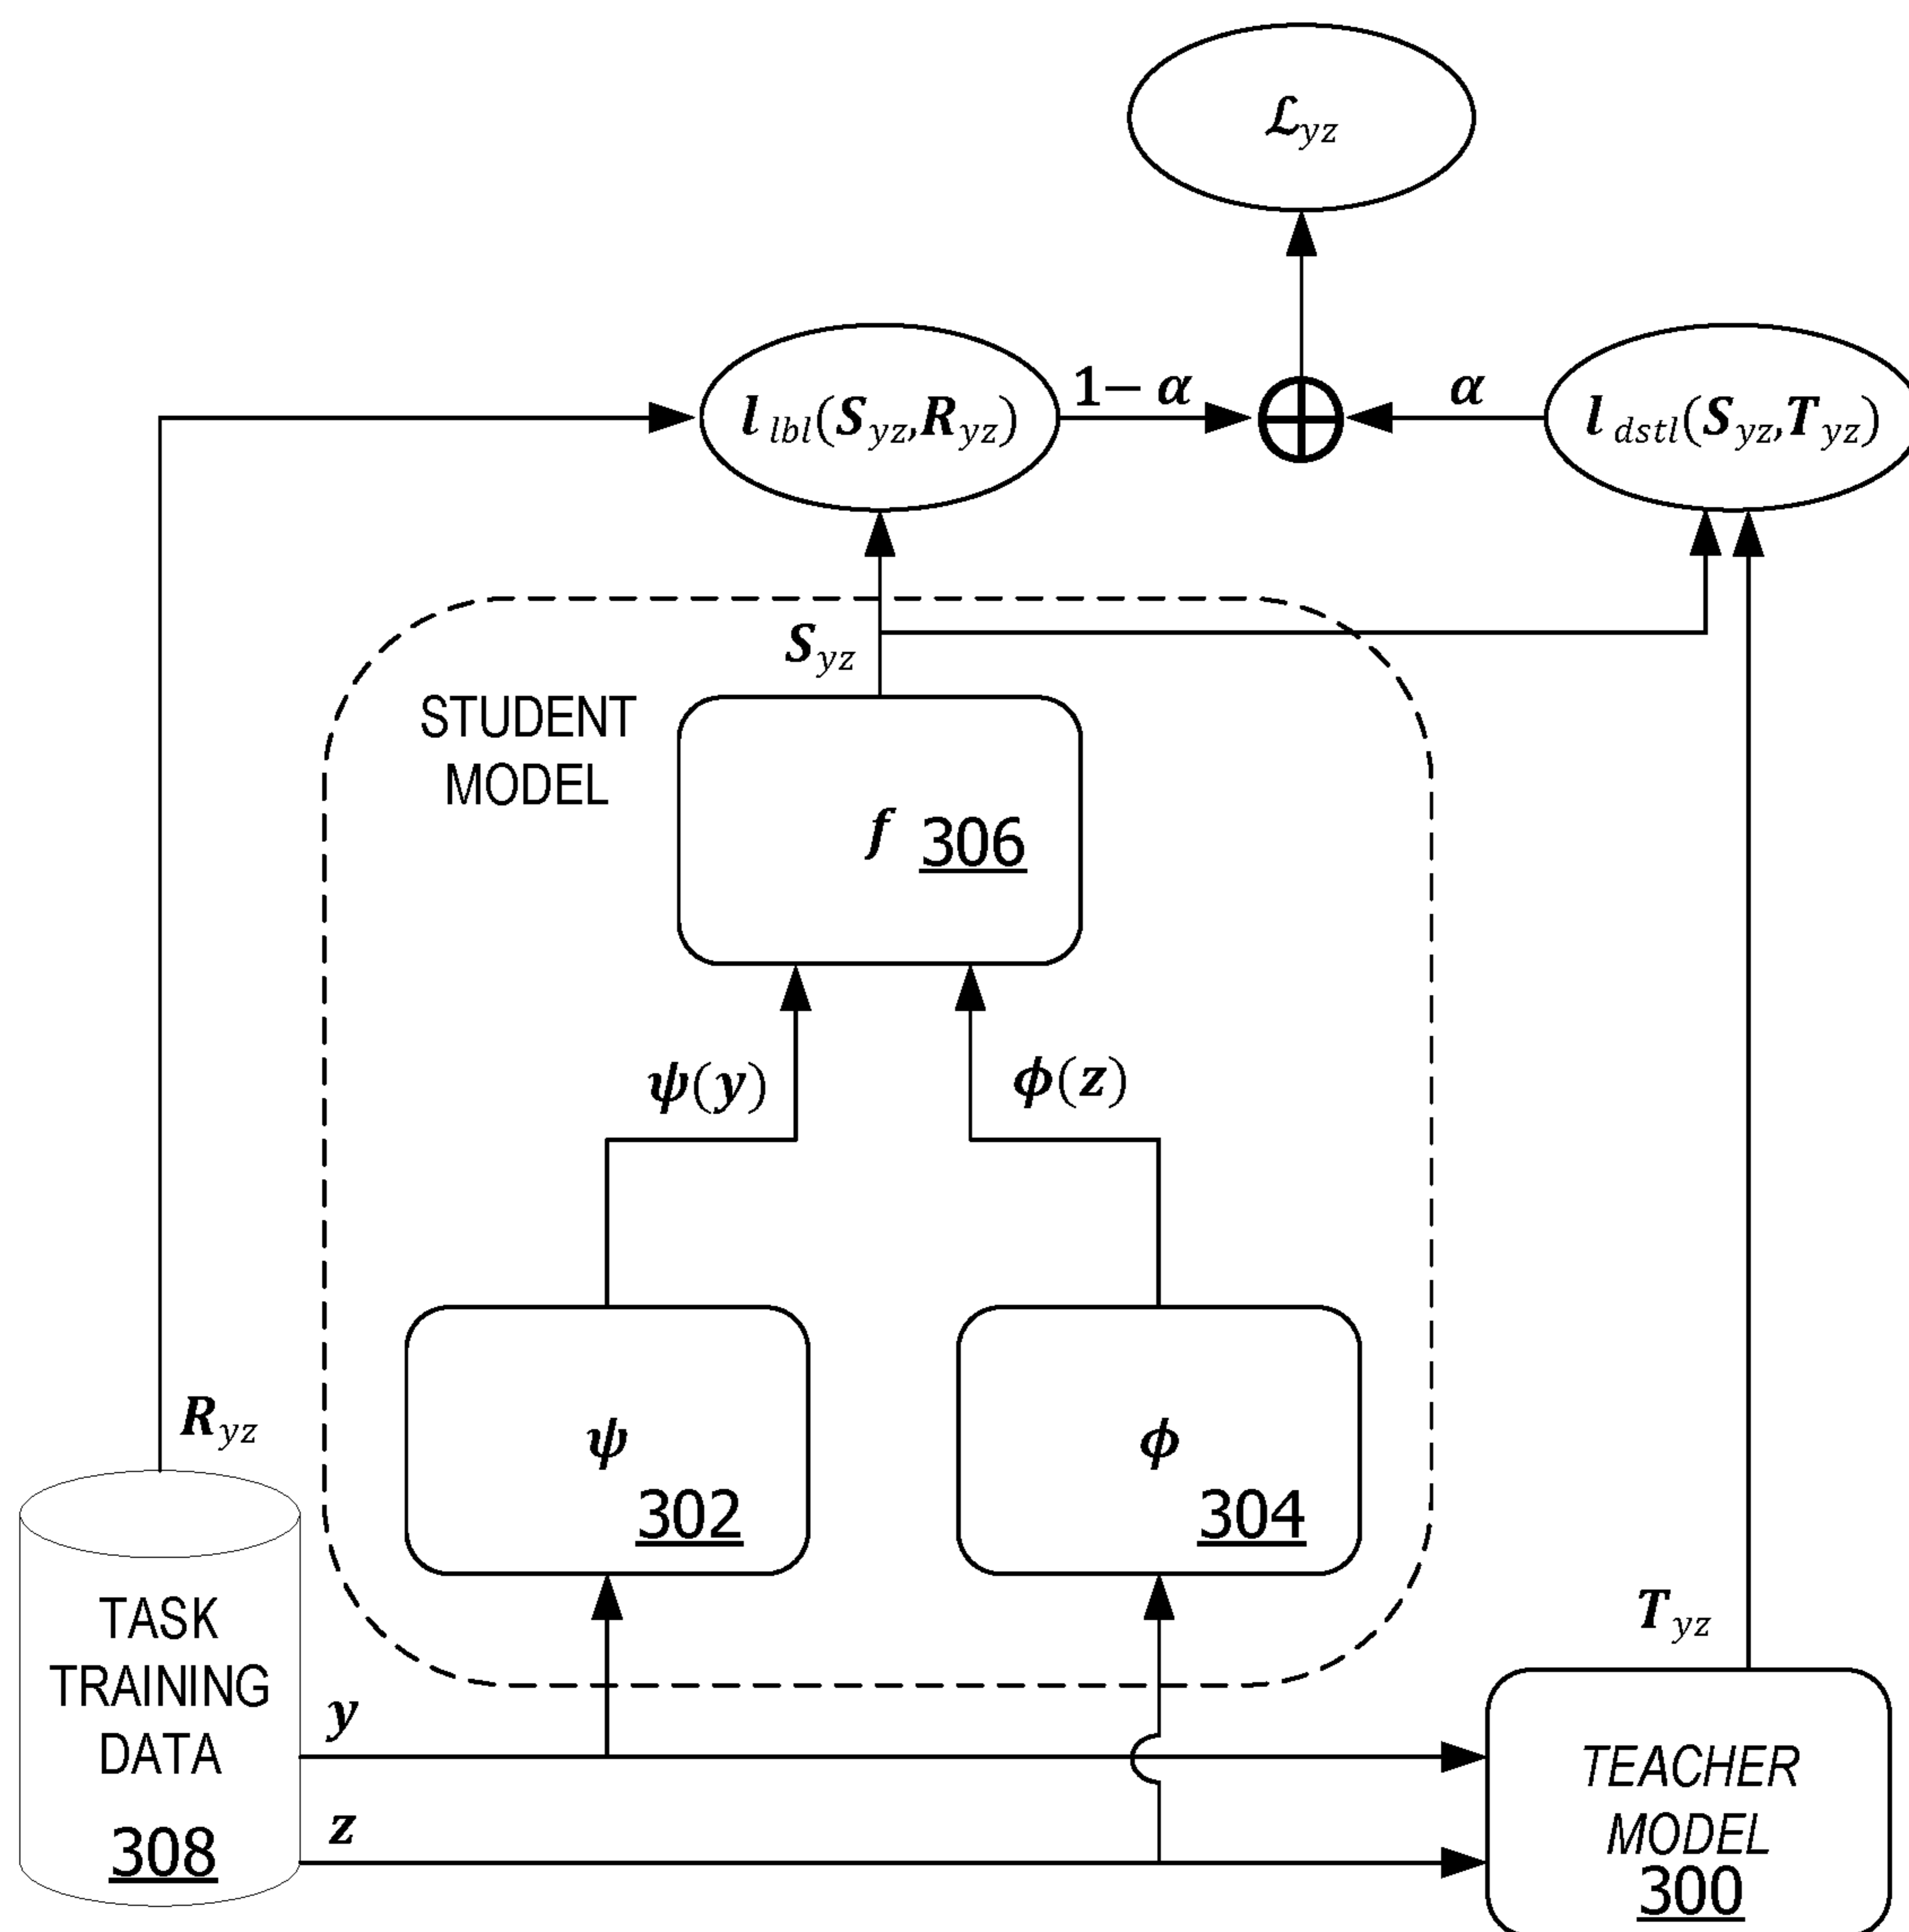 ℒyz
l lbl(Syz,Ryz)
1− α
α
l dstl(Syz,Tyz)
Syz
STUDENT
MODEL
f 306
ψ(y)
ϕ(z)
Ryz
ψ
302
ϕ
304
TASK
TRAINING
DATA
308
y
z
Tyz
TEACHER
MODEL
300